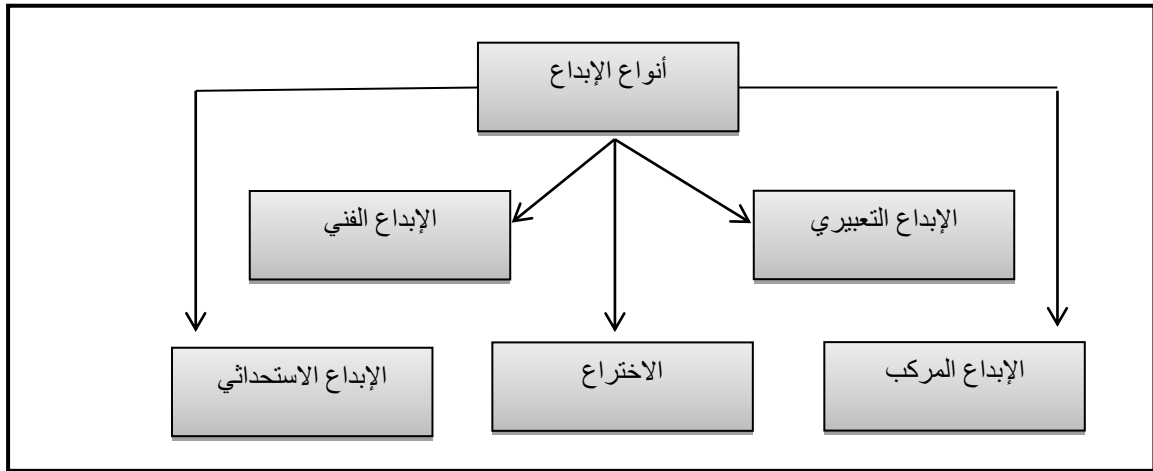 أنواع الإبداع
الإبداع التعبيري
الإبداع الفني
الإبداع المركب
الاختراع
الإبداع الاستحداثي